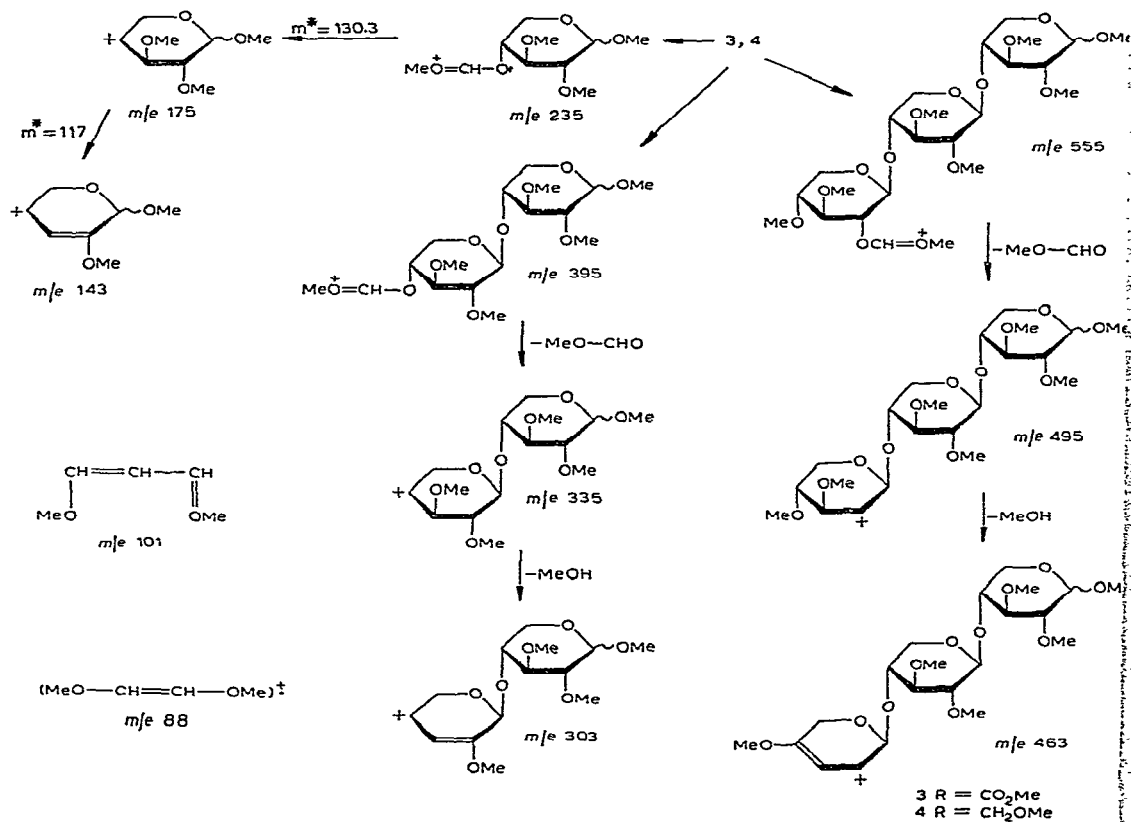 m* = 130.3
3, 4
m/e 175
m/e 235
m/e 555
m* = 117
m/e 143
m/e 395
–MeO—CHO
–MeO—CHO
m/e 335
m/e 495
CH=CH—CH
MeO OMe
m/e 101
–MeOH
–MeOH
(MeO—CH=CH—OMe)+·
m/e 88
m/e 303
m/e 463
3 R = CO₂Me
4 R = CH₂OMe
+
O
OMe
OMe
OMe
MeO=CH—O
+
O
OMe
OMe
OMe
O
OMe
OMe
OMe
O
O
OMe
OMe
O
O
OMe
MeO
O—CH=OMe
+
+
O
OMe
OMe
O
OMe
OMe
OMe
O
O
OMe
OMe
MeO=CH—O
+
O
OMe
OMe
OMe
O
O
OMe
OMe
+
O
OMe
OMe
OMe
O
O
OMe
+
O
OMe
OMe
OMe
O
O
OMe
OMe
O
O
OMe
MeO
+
O
OMe
OMe
O
O
OMe
OMe
O
O
MeO
+